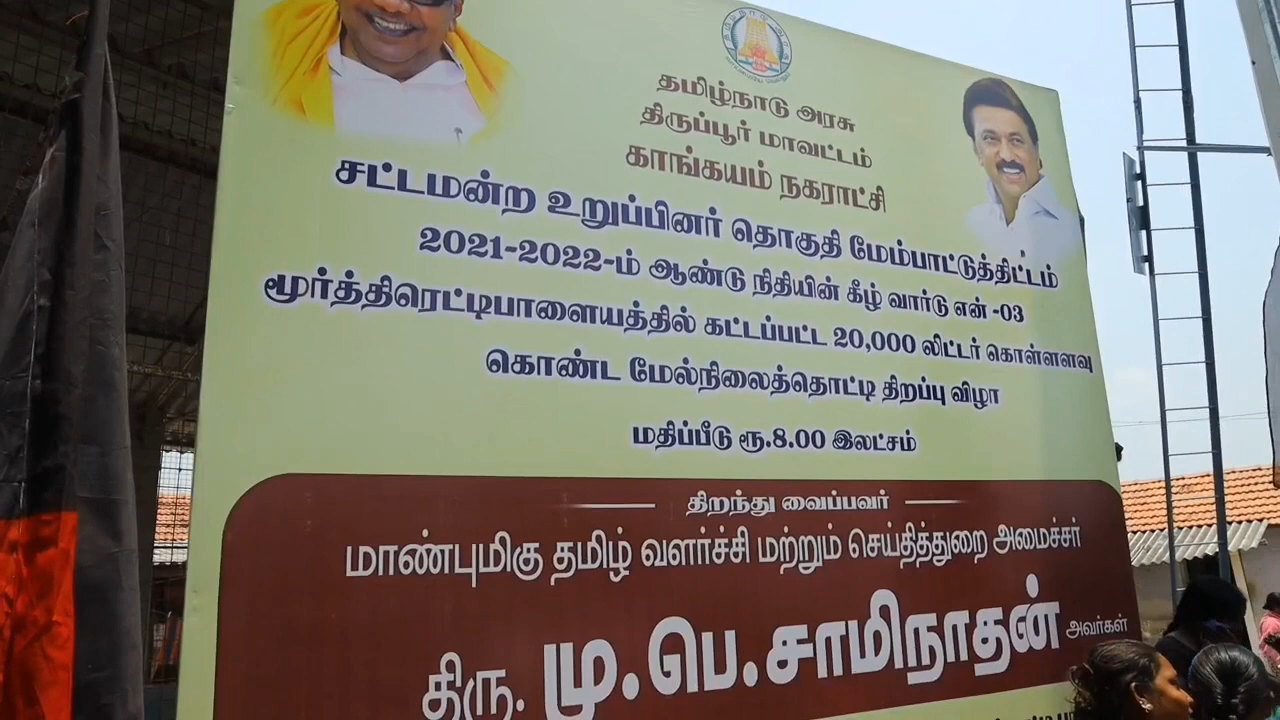 தமிழ்நாடு அரசு
திருப்பூர் மாவட்டம்
காங்கயம் நகராட்சி
சட்டமன்ற உறுப்பினர் தொகுதி மேம்பாட்டுத்திட்டம்
2021-2022-ம் ஆண்டு நிதியின் கீழ் வார்டு என் -03
மூர்த்திரெட்டிபாளையத்தில் கட்டப்பட்ட 20,000 லிட்டர் கொள்ளளவு
கொண்ட மேல்நிலைத்தொட்டி திறப்பு விழா
மதிப்பீடு ரூ.8.00 இலட்சம்
திறந்து வைப்பவர்
மாண்புமிகு தமிழ் வளர்ச்சி மற்றும் செய்தித்துறை அமைச்சர்
திரு. மு.பெ.சாமிநாதன் அவர்கள்